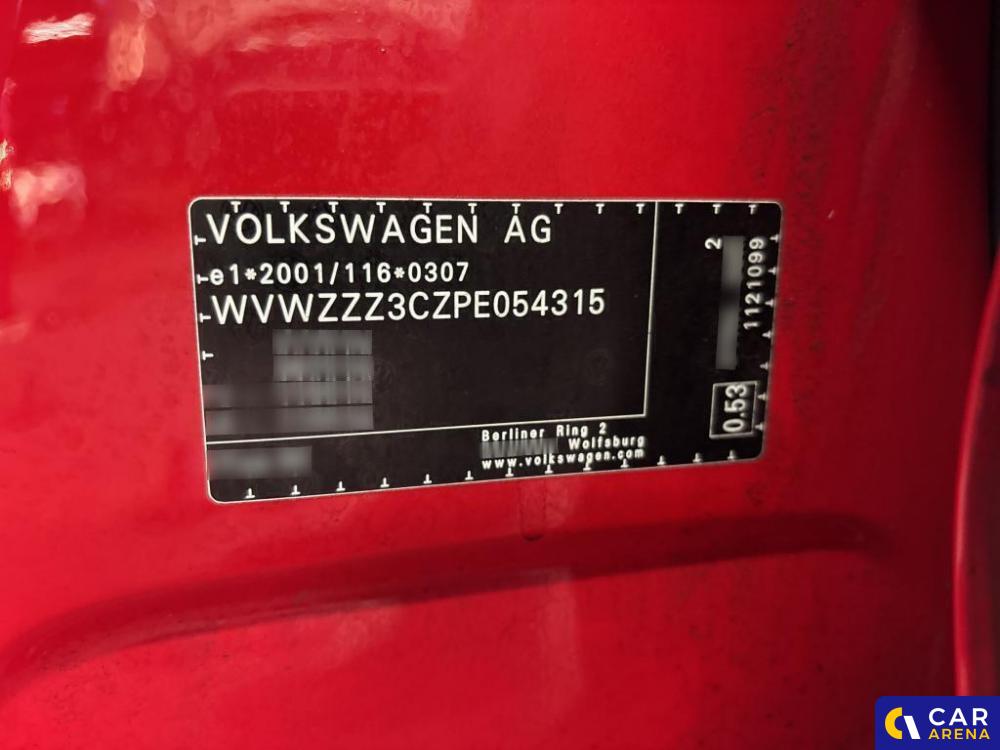 VOLKSWAGEN AG
e1*2001/116*0307
WVWZZZ3CZPE054315
Berliner Ring 2
Wolfsburg
www.volkswagen.com
2
1121099
0.53
CAR
ARENA